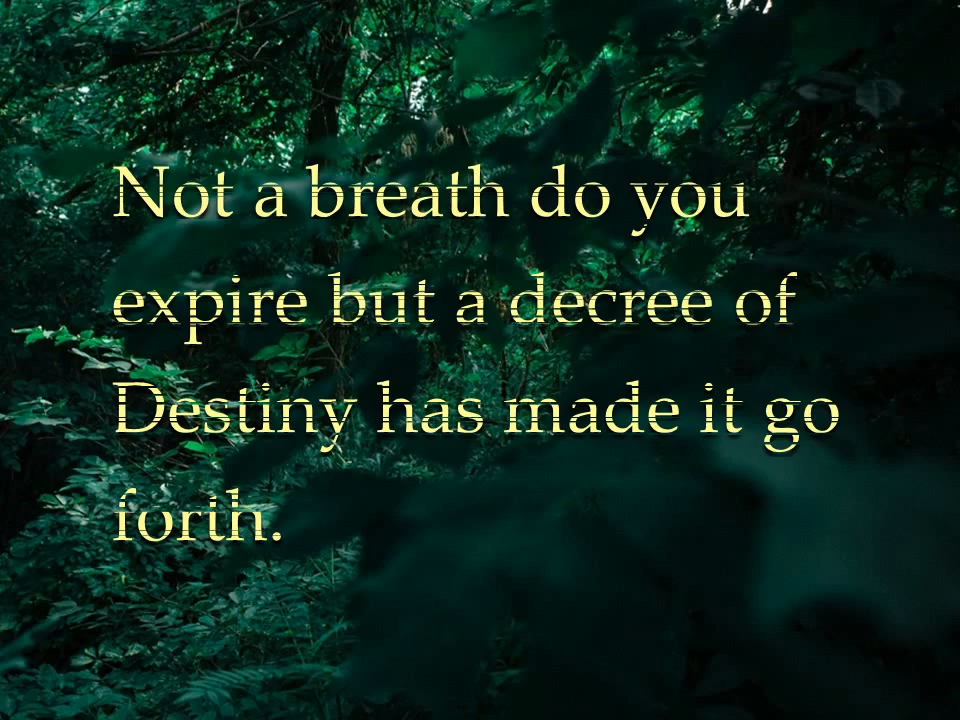 Not a breath do you
expire but a decree of
Destiny has made it go
forth.